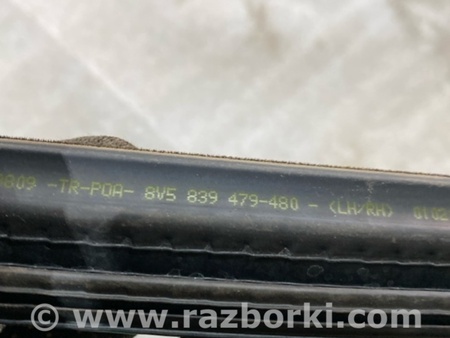 -TR-POA- 8V5 839 479-480 - (LH/RH)
© www.razborki.com